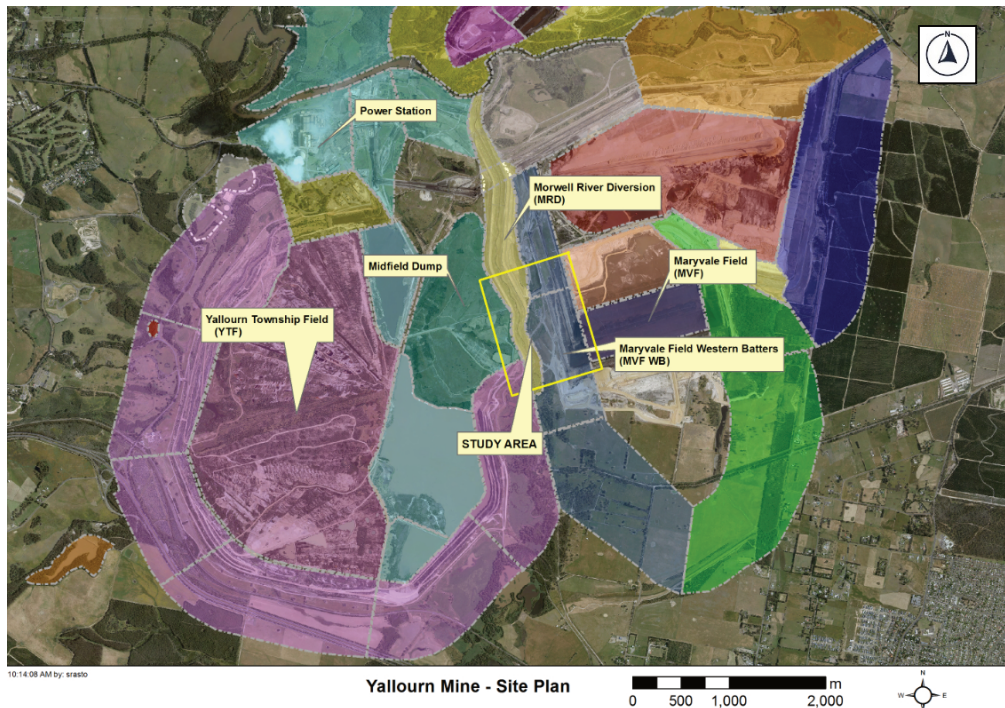 N
Power Station
Morwell River Diversion
(MRD)
Midfield Dump
Maryvale Field
(MVF)
Yallourn Township Field
(YTF)
Maryvale Field Western Batters
(MVF WB)
STUDY AREA
10:14:08 AM by: srasto
Yallourn Mine - Site Plan
0 500 1,000 2,000 m
N
W E
S